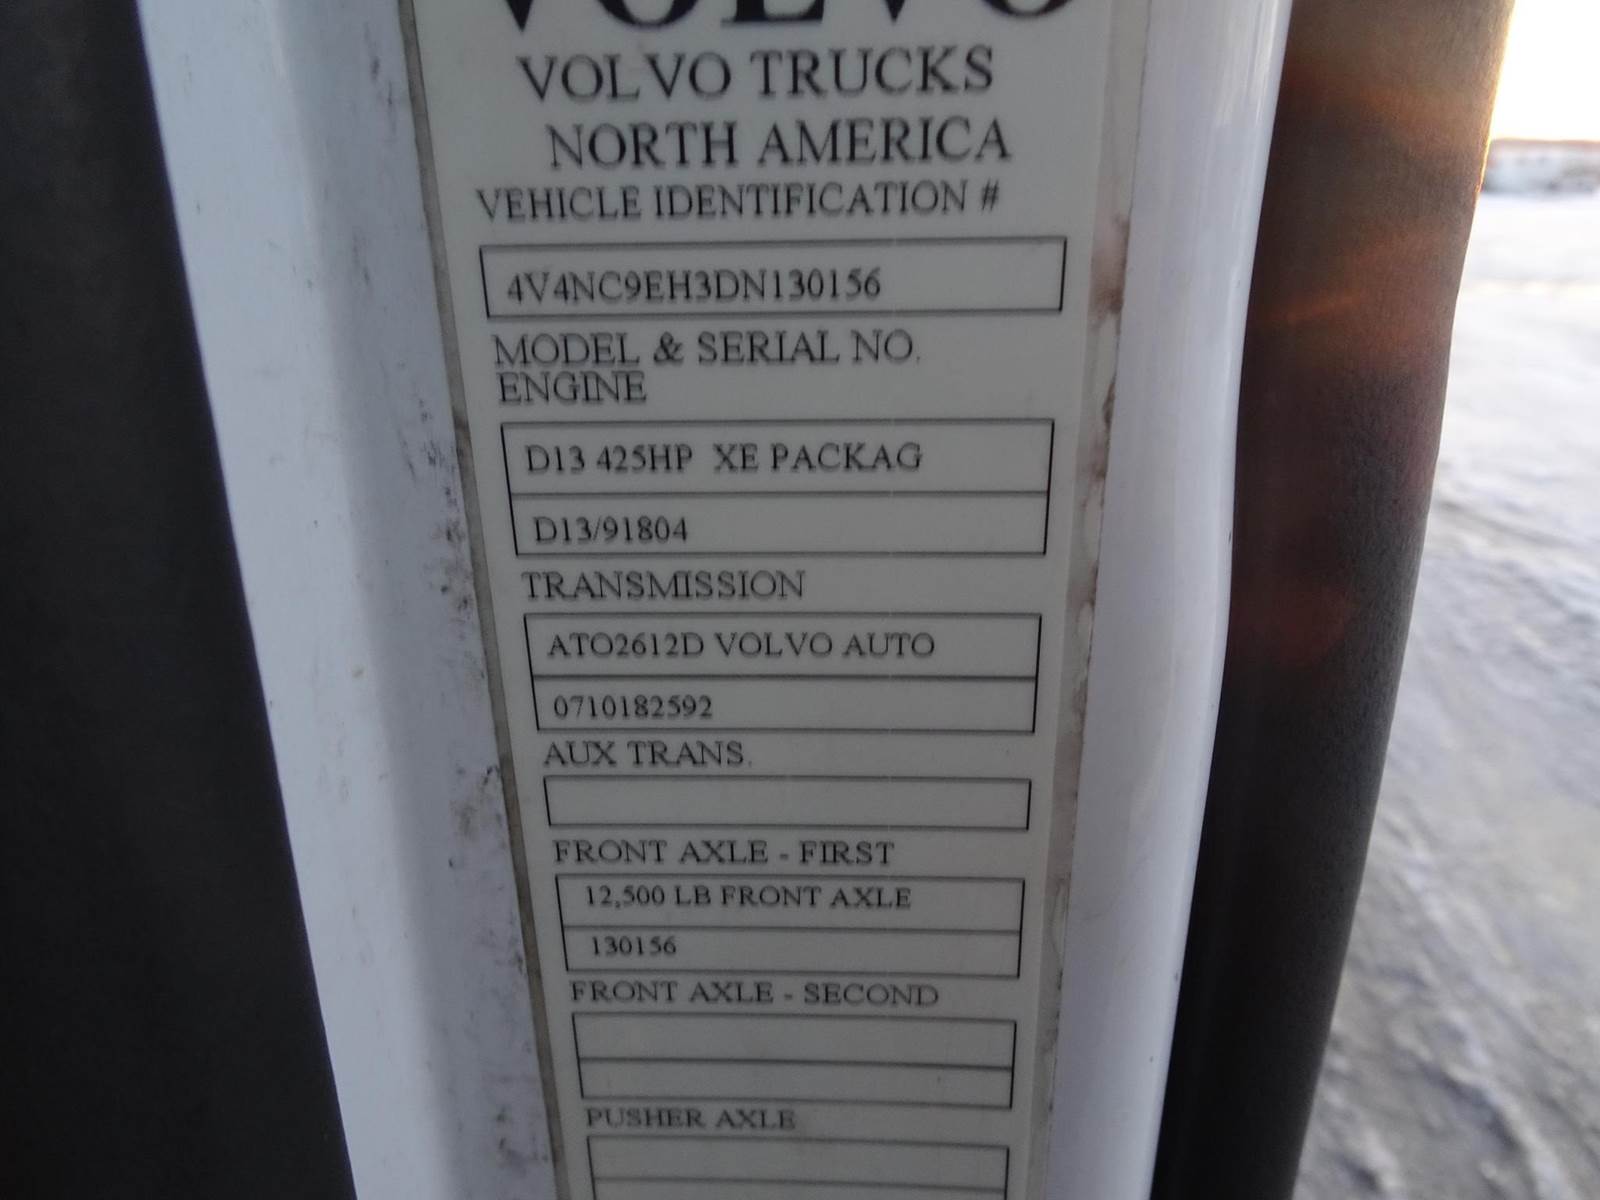 VOLVO
VOLVO TRUCKS
NORTH AMERICA
VEHICLE IDENTIFICATION #
4V4NC9EH3DN130156
MODEL & SERIAL NO.
ENGINE
D13 425HP  XE PACKAG
D13/91804
TRANSMISSION
ATO2612D VOLVO AUTO
0710182592
AUX TRANS.
FRONT AXLE - FIRST
12,500 LB FRONT AXLE
130156
FRONT AXLE - SECOND
PUSHER AXLE